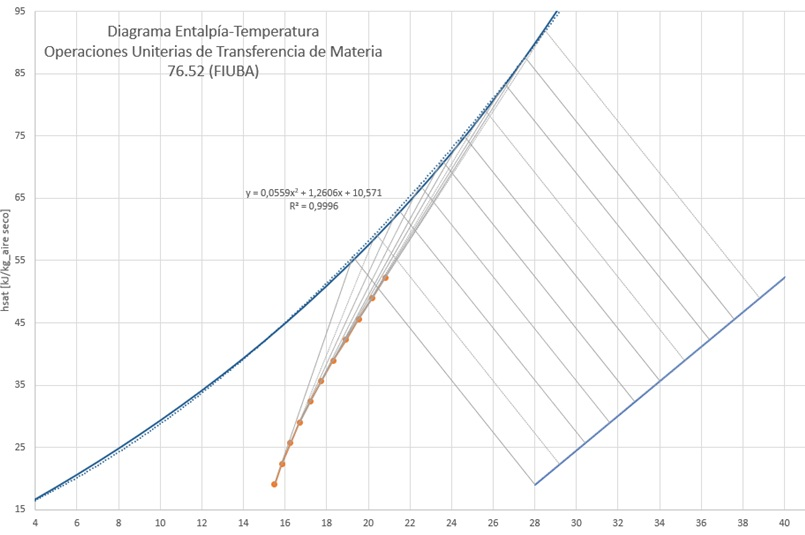 Diagrama Entalpía-Temperatura
Operaciones Uniterias de Transferencia de Materia
76.52 (FIUBA)
y = 0,0559x² + 1,2606x + 10,571
R² = 0,9996
hsat [kJ/kg_aire seco]
95
85
75
65
55
45
35
25
15
4 6 8 10 12 14 16 18 20 22 24 26 28 30 32 34 36 38 40